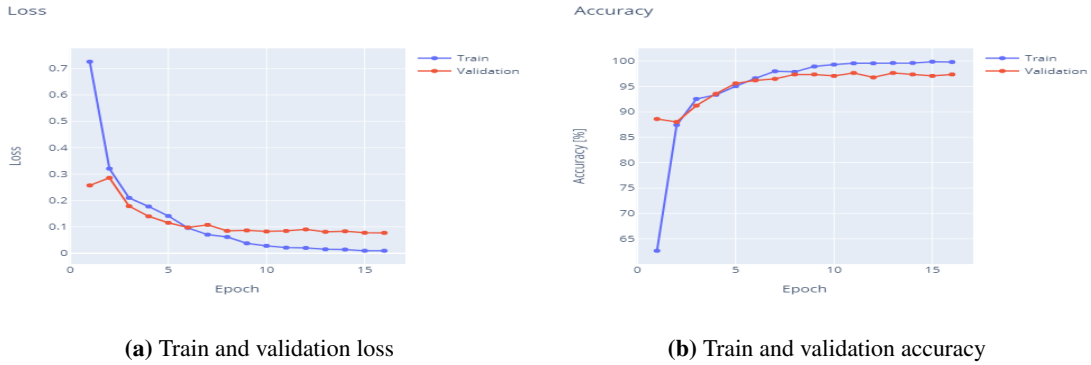 Loss
Train
Validation
0.7
0.6
0.5
0.4
0.3
0.2
0.1
0
Loss
0 5 10 15
Epoch
(a) Train and validation loss
Accuracy
Train
Validation
100
95
90
85
80
75
70
65
Accuracy [%]
0 5 10 15
Epoch
(b) Train and validation accuracy